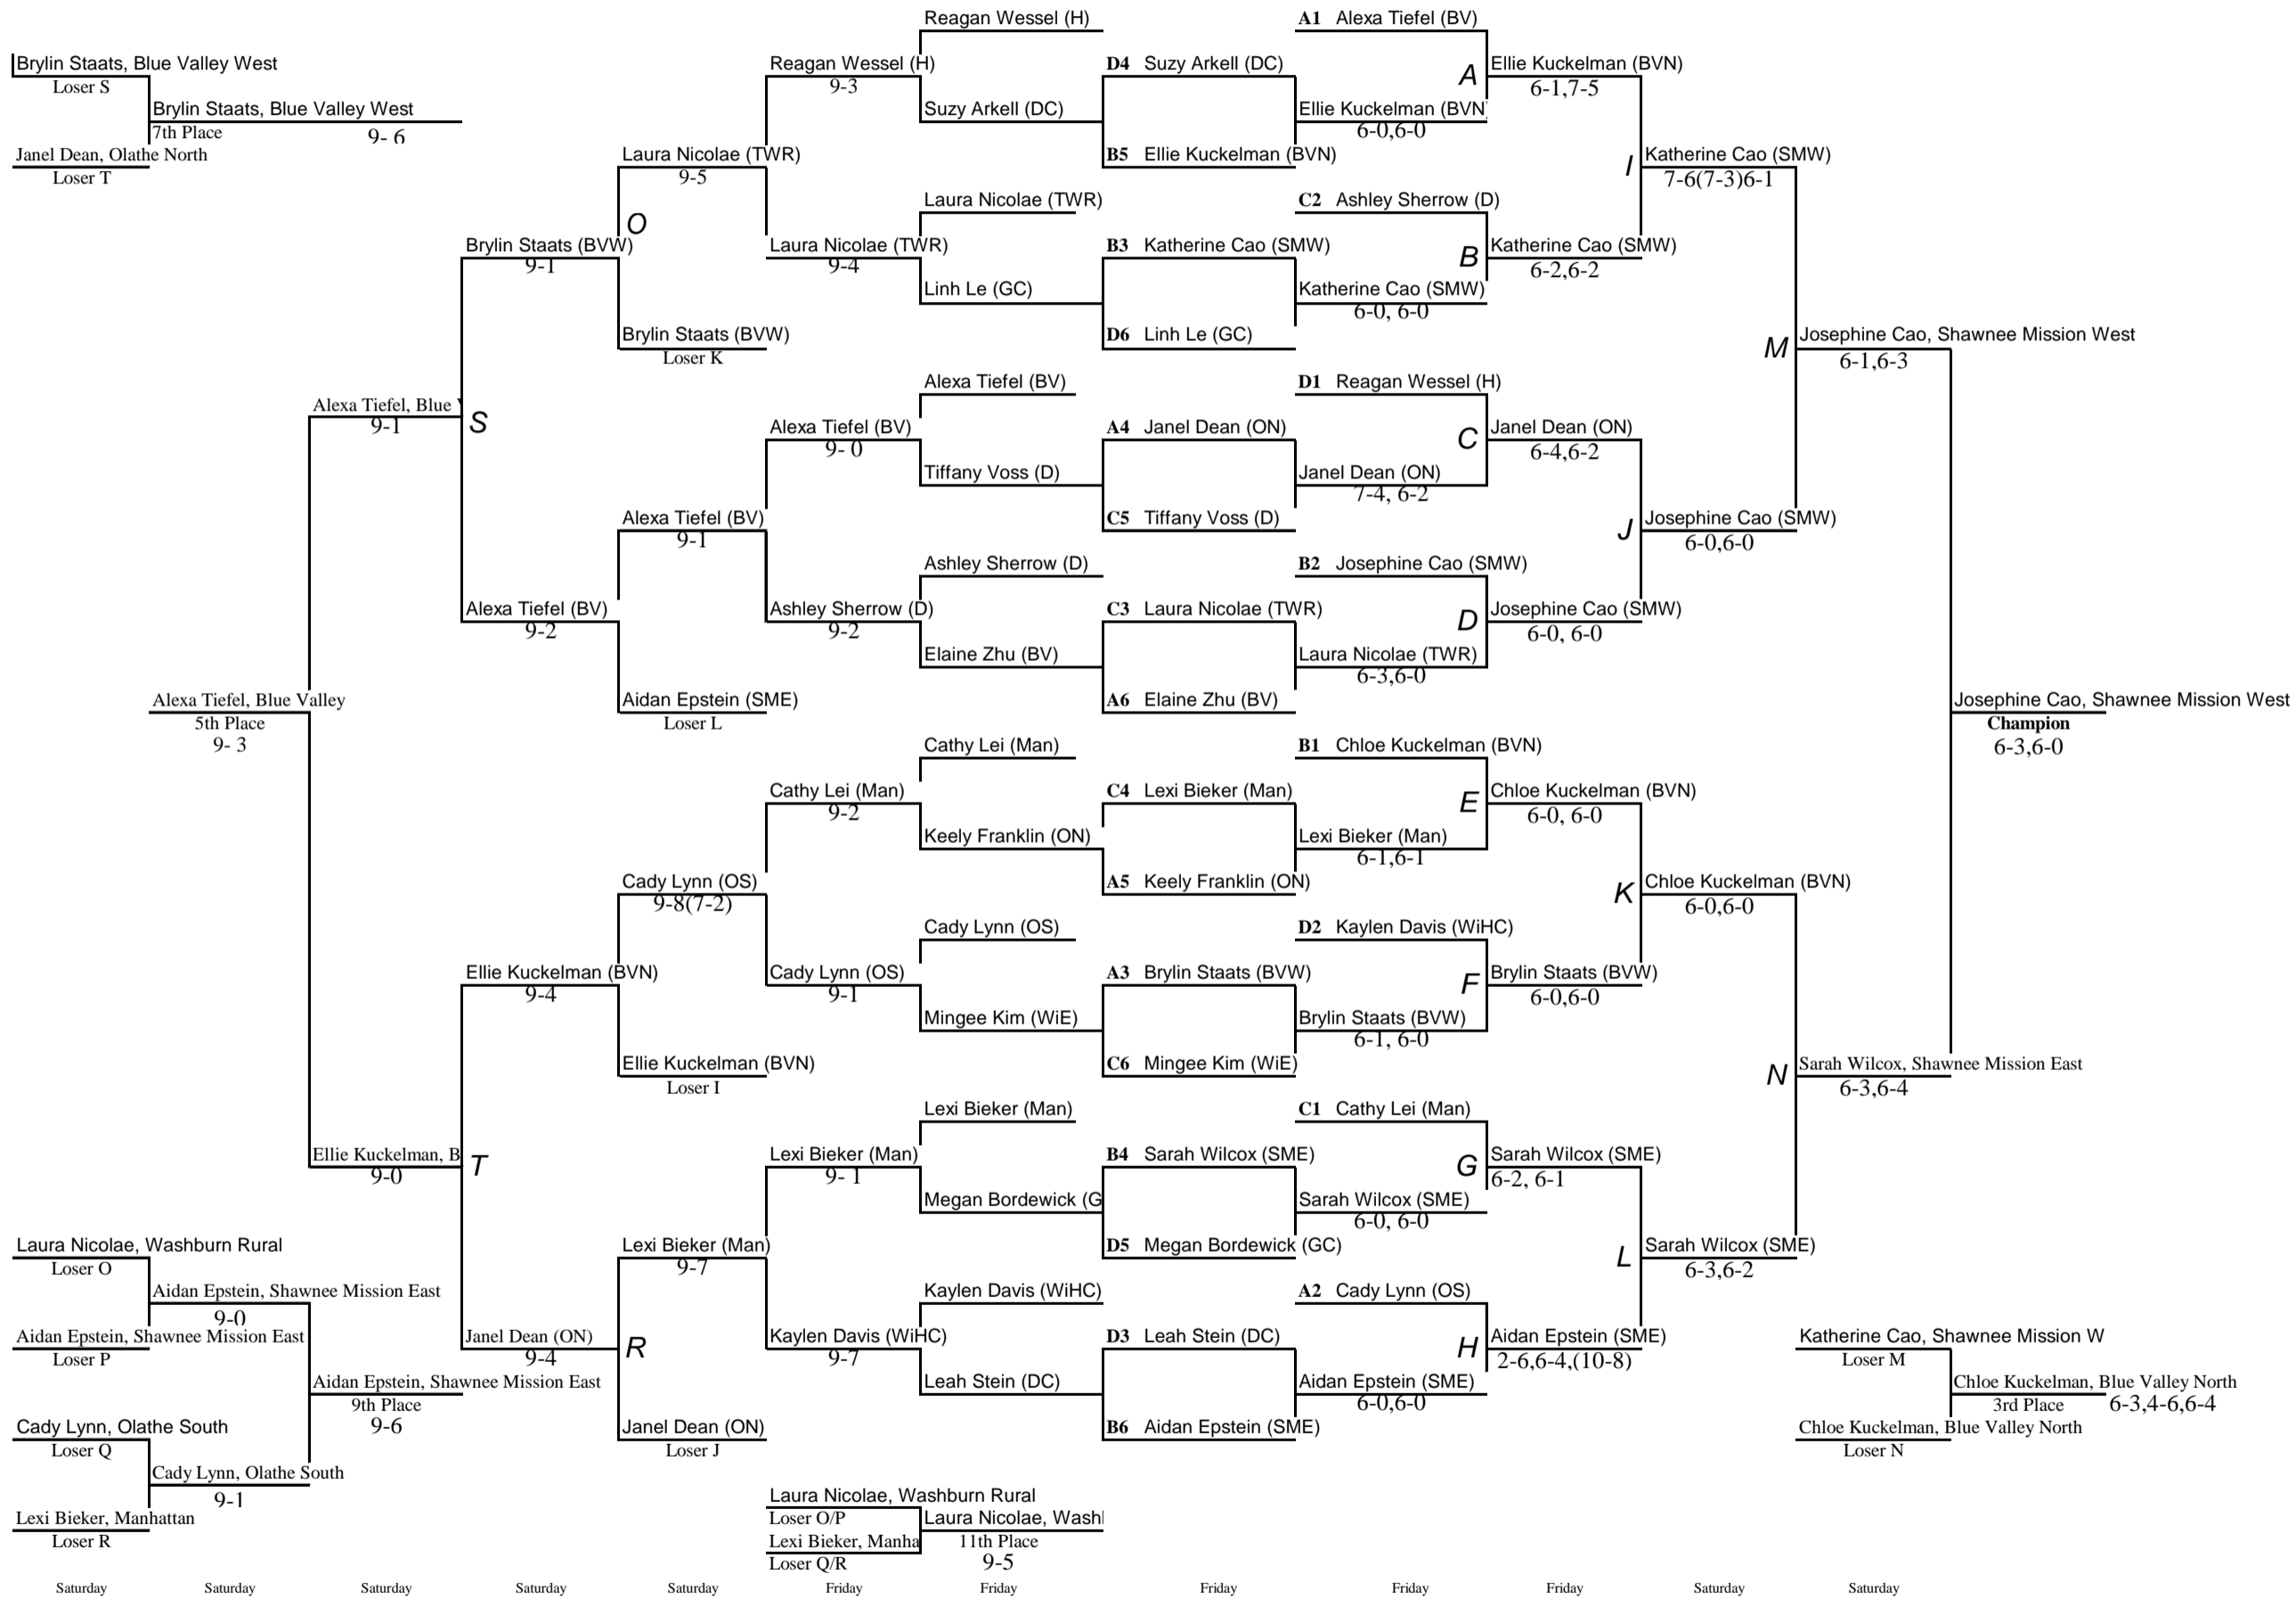 Reagan Wessel (H)
A1 Alexa Tiefel (BV)
Brylin Staats, Blue Valley West
Reagan Wessel (H)
D4 Suzy Arkell (DC)
A
Ellie Kuckelman (BVN)
Loser S
9-3
6-1,7-5
Brylin Staats, Blue Valley West
Suzy Arkell (DC)
Ellie Kuckelman (BVN)
7th Place
9- 6
6-0,6-0
Janel Dean, Olathe North
Laura Nicolae (TWR)
B5 Ellie Kuckelman (BVN)
I
Katherine Cao (SMW)
Loser T
9-5
7-6(7-3)6-1
Laura Nicolae (TWR)
C2 Ashley Sherrow (D)
O
Brylin Staats (BVW)
Laura Nicolae (TWR)
B3 Katherine Cao (SMW)
B
Katherine Cao (SMW)
9-1
9-4
6-2,6-2
Linh Le (GC)
Katherine Cao (SMW)
6-0, 6-0
Brylin Staats (BVW)
D6 Linh Le (GC)
M
Josephine Cao, Shawnee Mission West
Loser K
6-1,6-3
Alexa Tiefel (BV)
D1 Reagan Wessel (H)
Alexa Tiefel, Blue
S
9-1
Alexa Tiefel (BV)
A4 Janel Dean (ON)
C
Janel Dean (ON)
9- 0
6-4,6-2
Tiffany Voss (D)
Janel Dean (ON)
7-4, 6-2
Alexa Tiefel (BV)
C5 Tiffany Voss (D)
J
Josephine Cao (SMW)
9-1
6-0,6-0
Ashley Sherrow (D)
B2 Josephine Cao (SMW)
Alexa Tiefel (BV)
Ashley Sherrow (D)
C3 Laura Nicolae (TWR)
D
Josephine Cao (SMW)
9-2
9-2
6-0, 6-0
Elaine Zhu (BV)
Laura Nicolae (TWR)
6-3,6-0
Alexa Tiefel, Blue Valley
Aidan Epstein (SME)
A6 Elaine Zhu (BV)
Josephine Cao, Shawnee Mission West
5th Place
Loser L
Champion
9- 3
6-3,6-0
Cathy Lei (Man)
B1 Chloe Kuckelman (BVN)
Cathy Lei (Man)
C4 Lexi Bieker (Man)
E
Chloe Kuckelman (BVN)
9-2
6-0, 6-0
Keely Franklin (ON)
Lexi Bieker (Man)
6-1,6-1
Cady Lynn (OS)
A5 Keely Franklin (ON)
K
Chloe Kuckelman (BVN)
9-8(7-2)
6-0,6-0
Cady Lynn (OS)
D2 Kaylen Davis (WiHC)
Ellie Kuckelman (BVN)
Cady Lynn (OS)
A3 Brylin Staats (BVW)
F
Brylin Staats (BVW)
9-4
9-1
6-0,6-0
Mingee Kim (WiE)
Brylin Staats (BVW)
6-1, 6-0
Ellie Kuckelman (BVN)
C6 Mingee Kim (WiE)
N
Sarah Wilcox, Shawnee Mission East
Loser I
6-3,6-4
Lexi Bieker (Man)
C1 Cathy Lei (Man)
Ellie Kuckelman, B
T
9-0
Lexi Bieker (Man)
B4 Sarah Wilcox (SME)
G
Sarah Wilcox (SME)
9- 1
6-2, 6-1
Megan Bordewick (G
Sarah Wilcox (SME)
6-0, 6-0
Laura Nicolae, Washburn Rural
Lexi Bieker (Man)
D5 Megan Bordewick (GC)
L
Sarah Wilcox (SME)
Loser O
9-7
6-3,6-2
Aidan Epstein, Shawnee Mission East
Kaylen Davis (WiHC)
A2 Cady Lynn (OS)
9-0
Aidan Epstein, Shawnee Mission East
Janel Dean (ON)
R
Kaylen Davis (WiHC)
D3 Leah Stein (DC)
H
Aidan Epstein (SME)
Katherine Cao, Shawnee Mission W
Loser P
9-4
9-7
2-6,6-4,(10-8)
Loser M
Aidan Epstein, Shawnee Mission East
Leah Stein (DC)
Aidan Epstein (SME)
Chloe Kuckelman, Blue Valley North
9th Place
6-0,6-0
3rd Place
6-3,4-6,6-4
9-6
Cady Lynn, Olathe South
Janel Dean (ON)
B6 Aidan Epstein (SME)
Chloe Kuckelman, Blue Valley North
Loser Q
Loser J
Loser N
Cady Lynn, Olathe South
9-1
Laura Nicolae, Washburn Rural
Lexi Bieker, Manhattan
Loser O/P
Laura Nicolae, Wash
Loser R
Lexi Bieker, Manha
11th Place
Loser Q/R
9-5
Saturday Saturday Saturday Saturday Saturday Friday Friday Friday Friday Friday Saturday Saturday